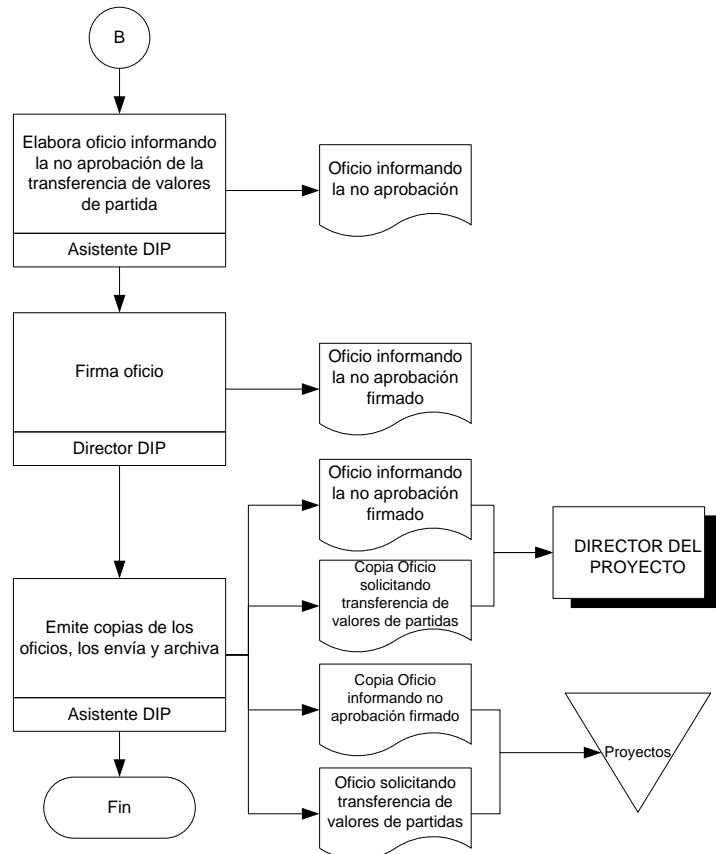 B
Elabora oficio informando
la no aprobación de la
transferencia de valores
de partida
Asistente DIP
Oficio informando
la no aprobación
Firma oficio
Director DIP
Oficio informando
la no aprobación
firmado
Oficio informando
la no aprobación
firmado
DIRECTOR DEL
PROYECTO
Copia Oficio
solicitando
transferencia de
valores de partidas
Emite copias de los
oficios, los envía y archiva
Asistente DIP
Copia Oficio
informando no
aprobación firmado
Proyectos
Oficio solicitando
transferencia de
valores de partidas
Fin